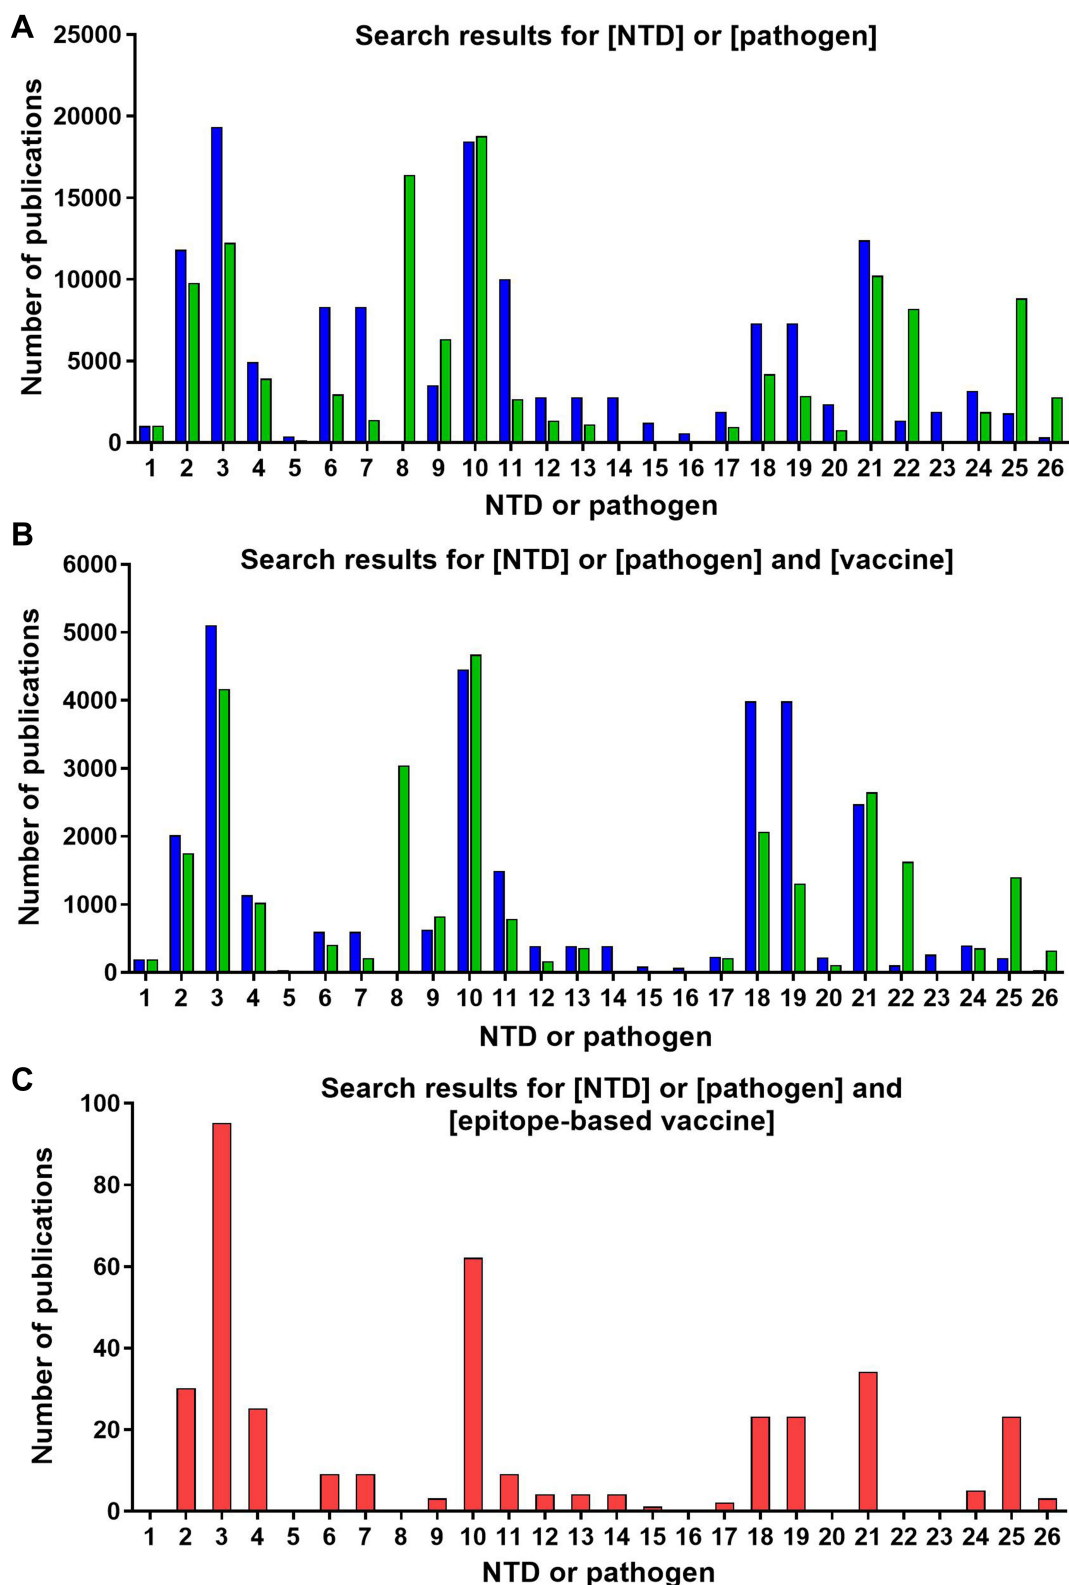 A
Search results for [NTD] or [pathogen]
Number of publications
25000
20000
15000
10000
5000
0
1 2 3 4 5 6 7 8 9 10 11 12 13 14 15 16 17 18 19 20 21 22 23 24 25 26
NTD or pathogen
B
Search results for [NTD] or [pathogen] and [vaccine]
Number of publications
6000
5000
4000
3000
2000
1000
0
1 2 3 4 5 6 7 8 9 10 11 12 13 14 15 16 17 18 19 20 21 22 23 24 25 26
NTD or pathogen
C
Search results for [NTD] or [pathogen] and
[epitope-based vaccine]
Number of publications
100
80
60
40
20
0
1 2 3 4 5 6 7 8 9 10 11 12 13 14 15 16 17 18 19 20 21 22 23 24 25 26
NTD or pathogen